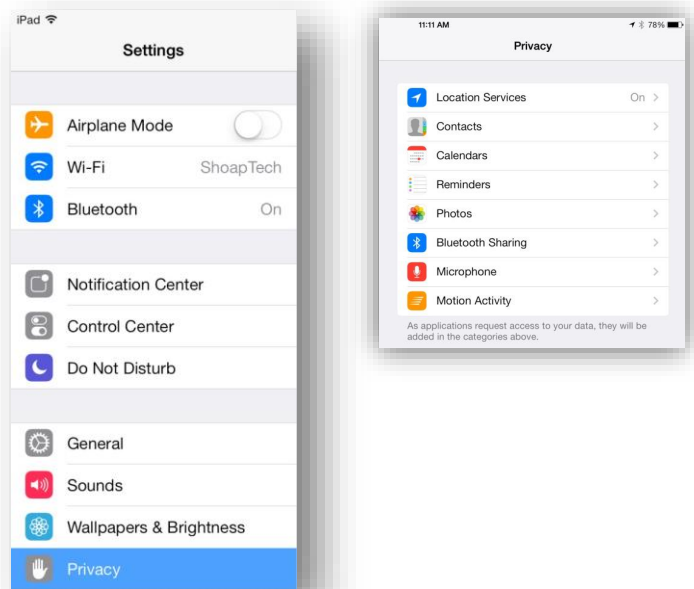 iPad
Settings
Airplane Mode
Wi-Fi ShoapTech
Bluetooth On
Notification Center
Control Center
Do Not Disturb
General
Sounds
Wallpapers & Brightness
Privacy
11:11 AM 78%
Privacy
Location Services On
Contacts
Calendars
Reminders
Photos
Bluetooth Sharing
Microphone
Motion Activity
As applications request access to your data, they will be
added in the categories above.